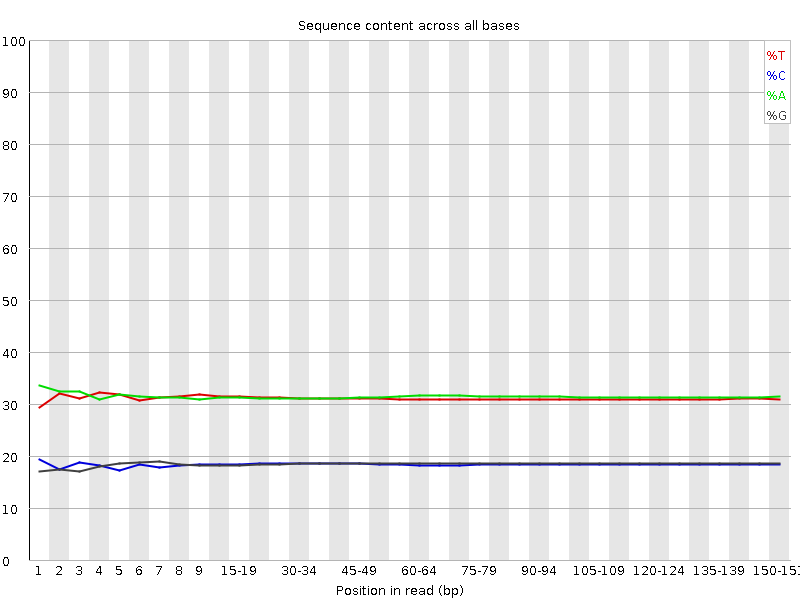 Sequence content across all bases
100
90
80
70
60
50
40
30
20
10
0
%T
%C
%A
%G
1 2 3 4 5 6 7 8 9 15-19 30-34 45-49 60-64 75-79 90-94 105-109 120-124 135-139 150-151
Position in read (bp)